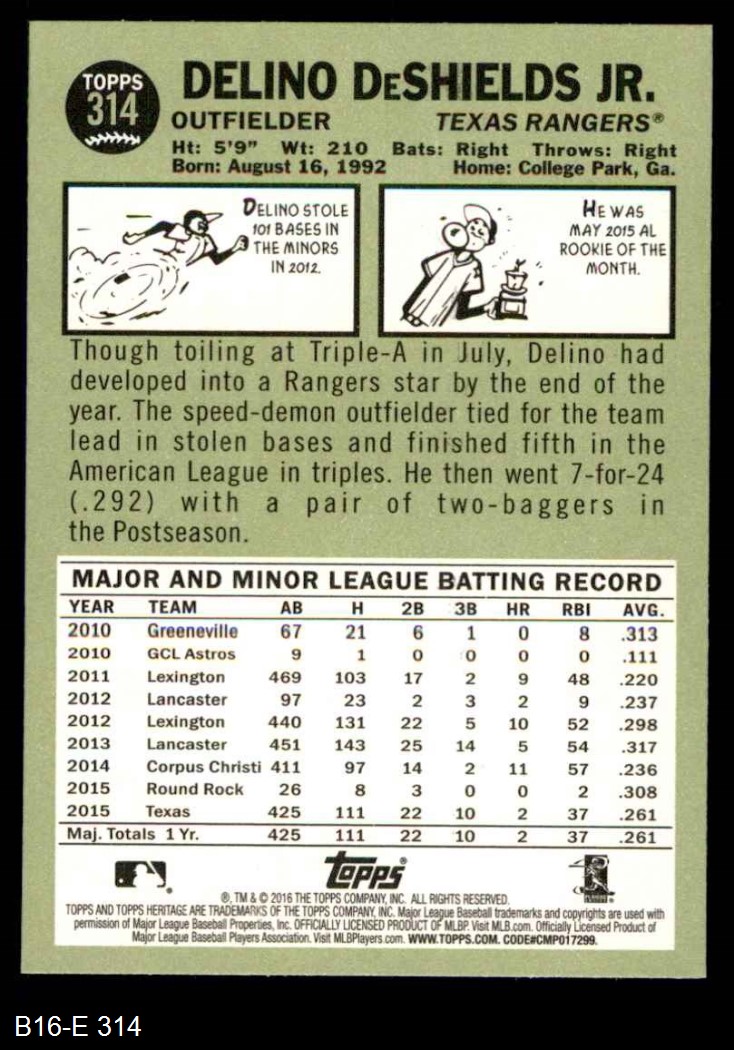 TOPPS
314
DELINO DeSHIELDS JR.
OUTFIELDER TEXAS RANGERS®
Ht: 5'9" Wt: 210 Bats: Right Throws: Right
Born: August 16, 1992 Home: College Park, Ga.
DELINO STOLE
101 BASES IN
THE MINORS
IN 2012.
HE WAS
MAY 2015 AL
ROOKIE OF THE
MONTH.
Though toiling at Triple-A in July, Delino had
developed into a Rangers star by the end of the
year. The speed-demon outfielder tied for the team
lead in stolen bases and finished fifth in the
American League in triples. He then went 7-for-24
(.292) with a pair of two-baggers in
the Postseason.
MAJOR AND MINOR LEAGUE BATTING RECORD
YEAR TEAM AB H 2B 3B HR RBI AVG.
2010 Greeneville 67 21 6 1 0 8 .313
2010 GCL Astros 9 1 0 0 0 0 .111
2011 Lexington 469 103 17 2 9 48 .220
2012 Lancaster 97 23 2 3 2 9 .237
2012 Lexington 440 131 22 5 10 52 .298
2013 Lancaster 451 143 25 14 5 54 .317
2014 Corpus Christi 411 97 14 2 11 57 .236
2015 Round Rock 26 8 3 0 0 2 .308
2015 Texas 425 111 22 10 2 37 .261
Maj. Totals 1 Yr. 425 111 22 10 2 37 .261
topps®
®, TM & © 2016 THE TOPPS COMPANY, INC. ALL RIGHTS RESERVED.
TOPPS AND TOPPS HERITAGE ARE TRADEMARKS OF THE TOPPS COMPANY, INC. Major League Baseball trademarks and copyrights are used with
permission of Major League Baseball Properties, Inc. OFFICIALLY LICENSED PRODUCT OF MLBP. Visit MLB.com. Officially Licensed Product of
Major League Baseball Players Association. Visit MLBPlayers.com. WWW.TOPPS.COM. CODE#CMP017299.
B16-E 314